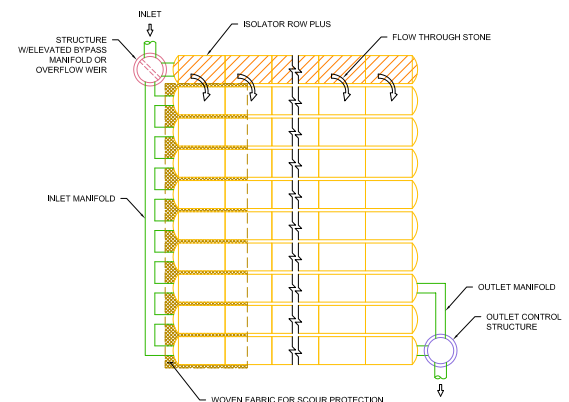 INLET
ISOLATOR ROW PLUS
STRUCTURE
W/ELEVATED BYPASS
MANIFOLD OR
OVERFLOW WEIR
FLOW THROUGH STONE
INLET MANIFOLD
OUTLET MANIFOLD
OUTLET CONTROL
STRUCTURE
WOVEN FABRIC FOR SCOUR PROTECTION